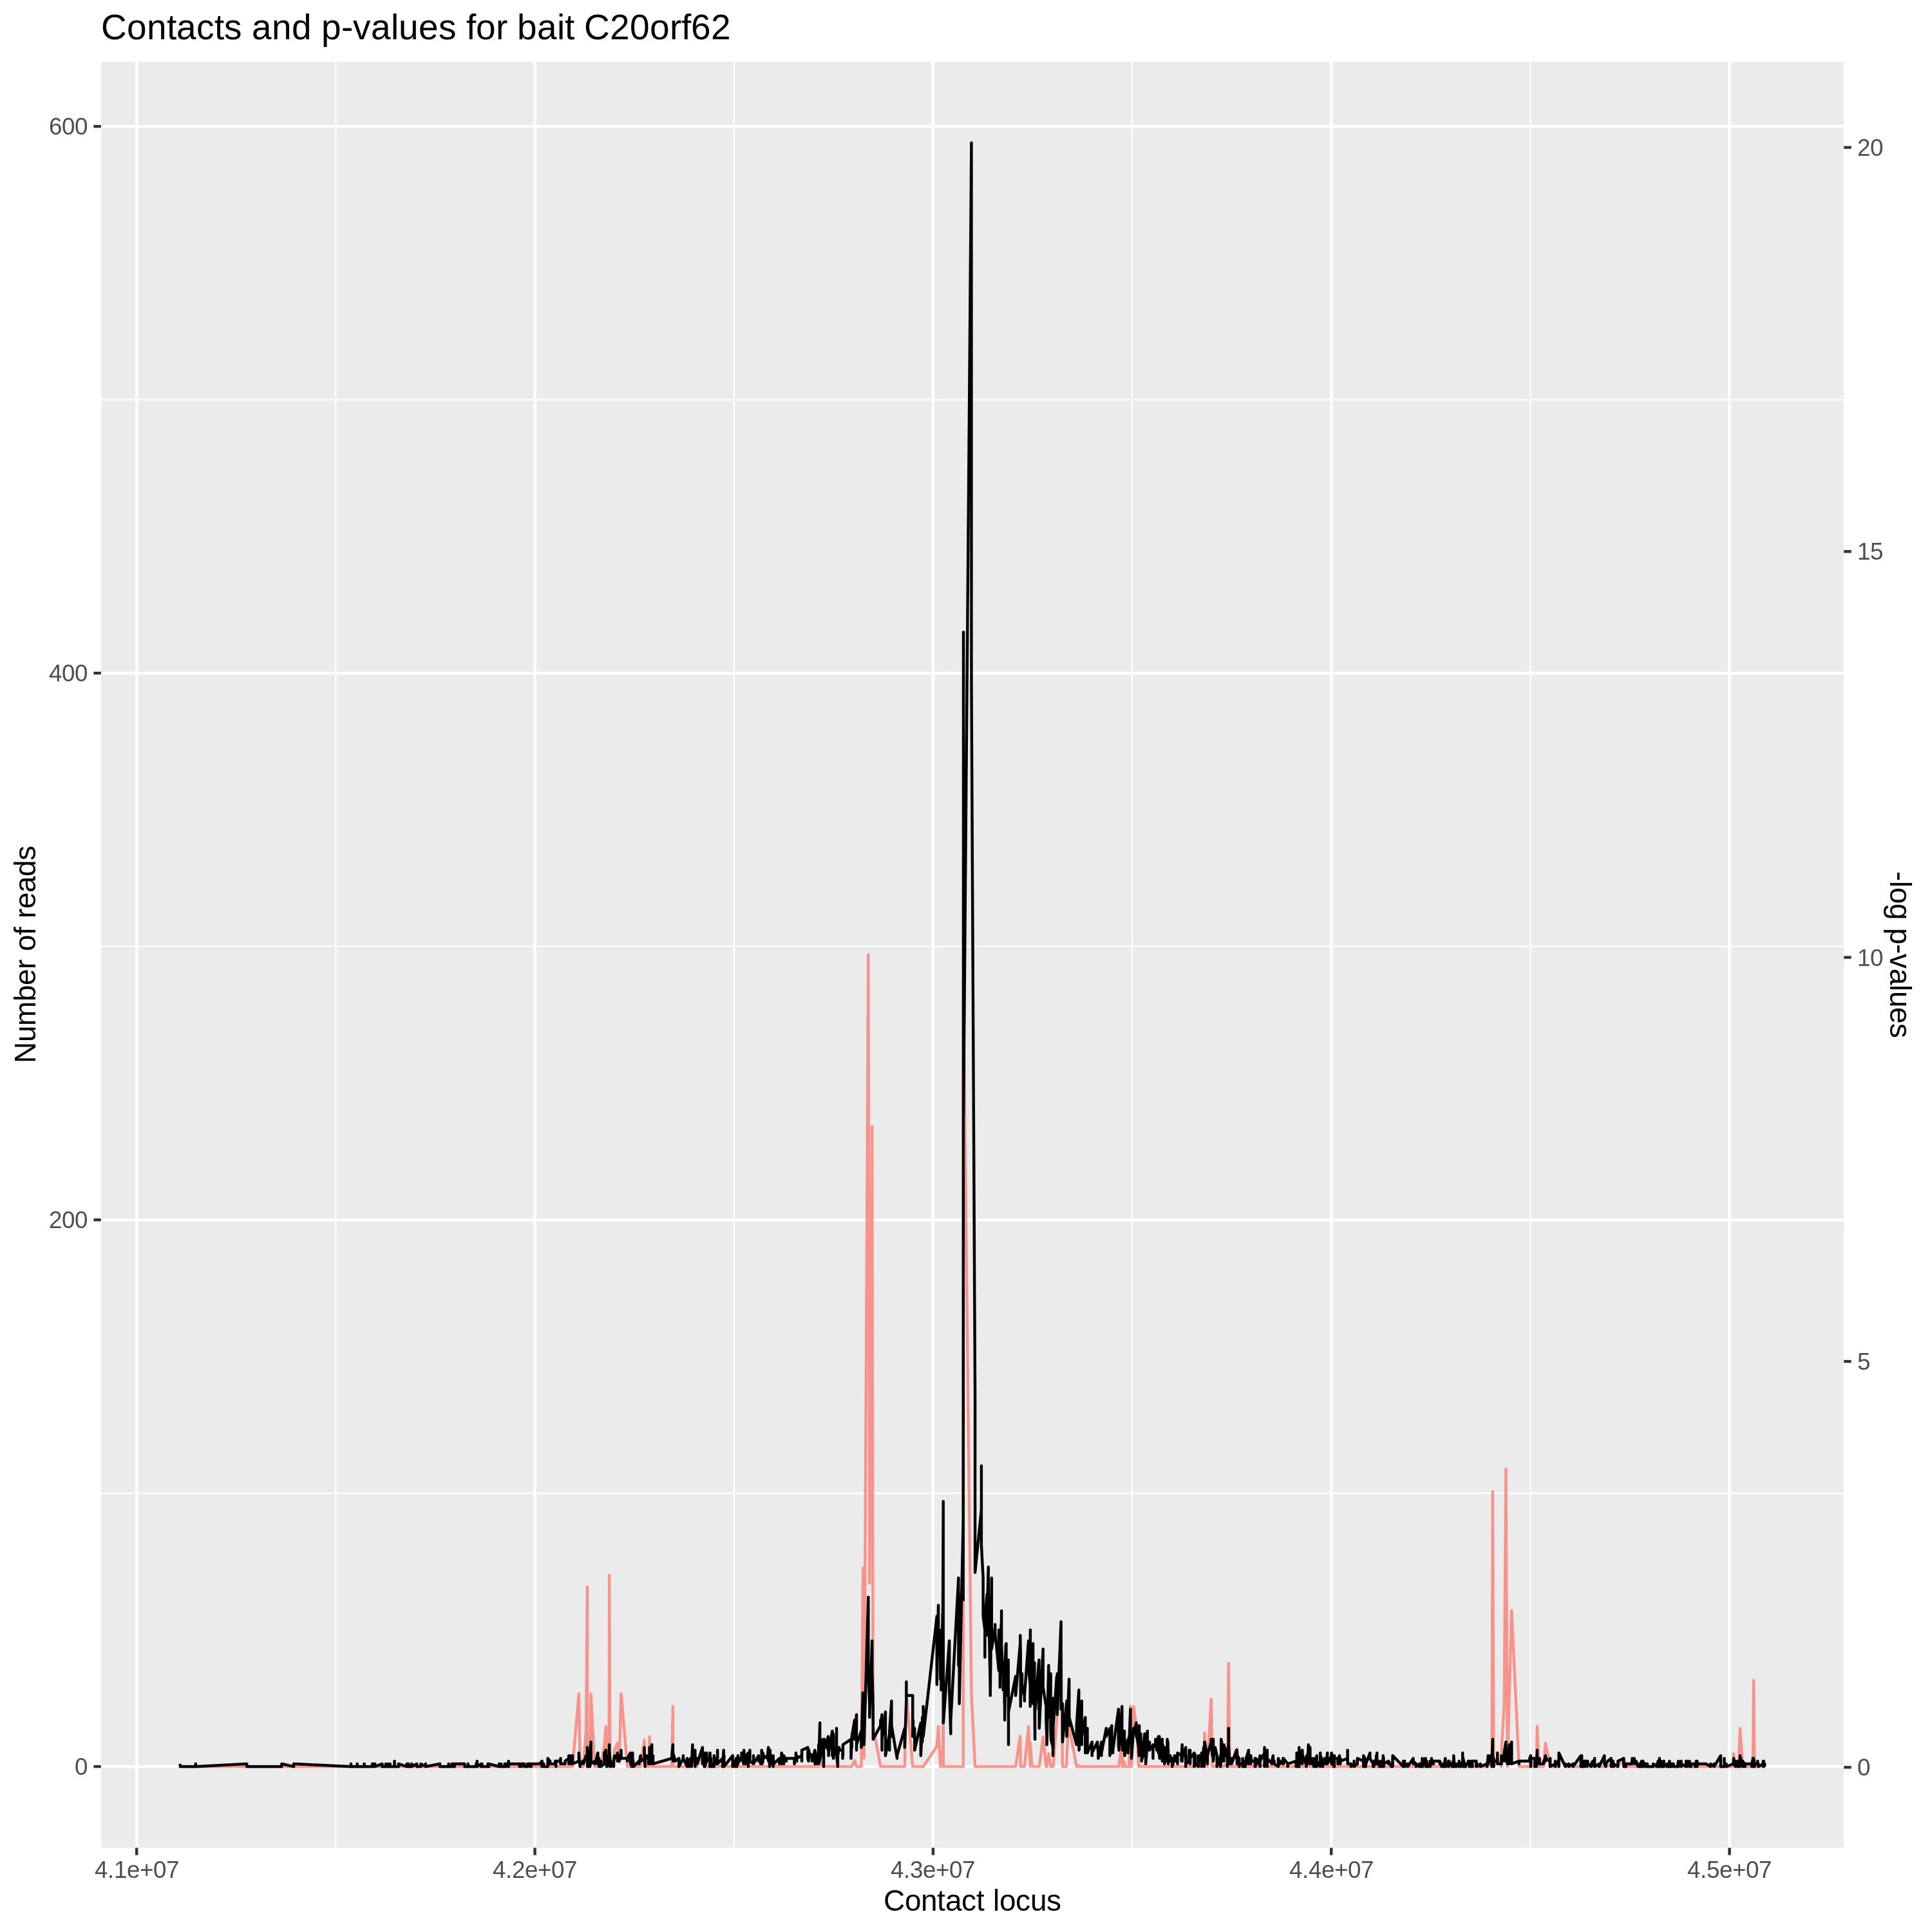 Contacts and p-values for bait C20orf62
600
400
200
0
Number of reads
20
15
10
5
0
-log p-values
4.1e+07 4.2e+07 4.3e+07 4.4e+07 4.5e+07
Contact locus